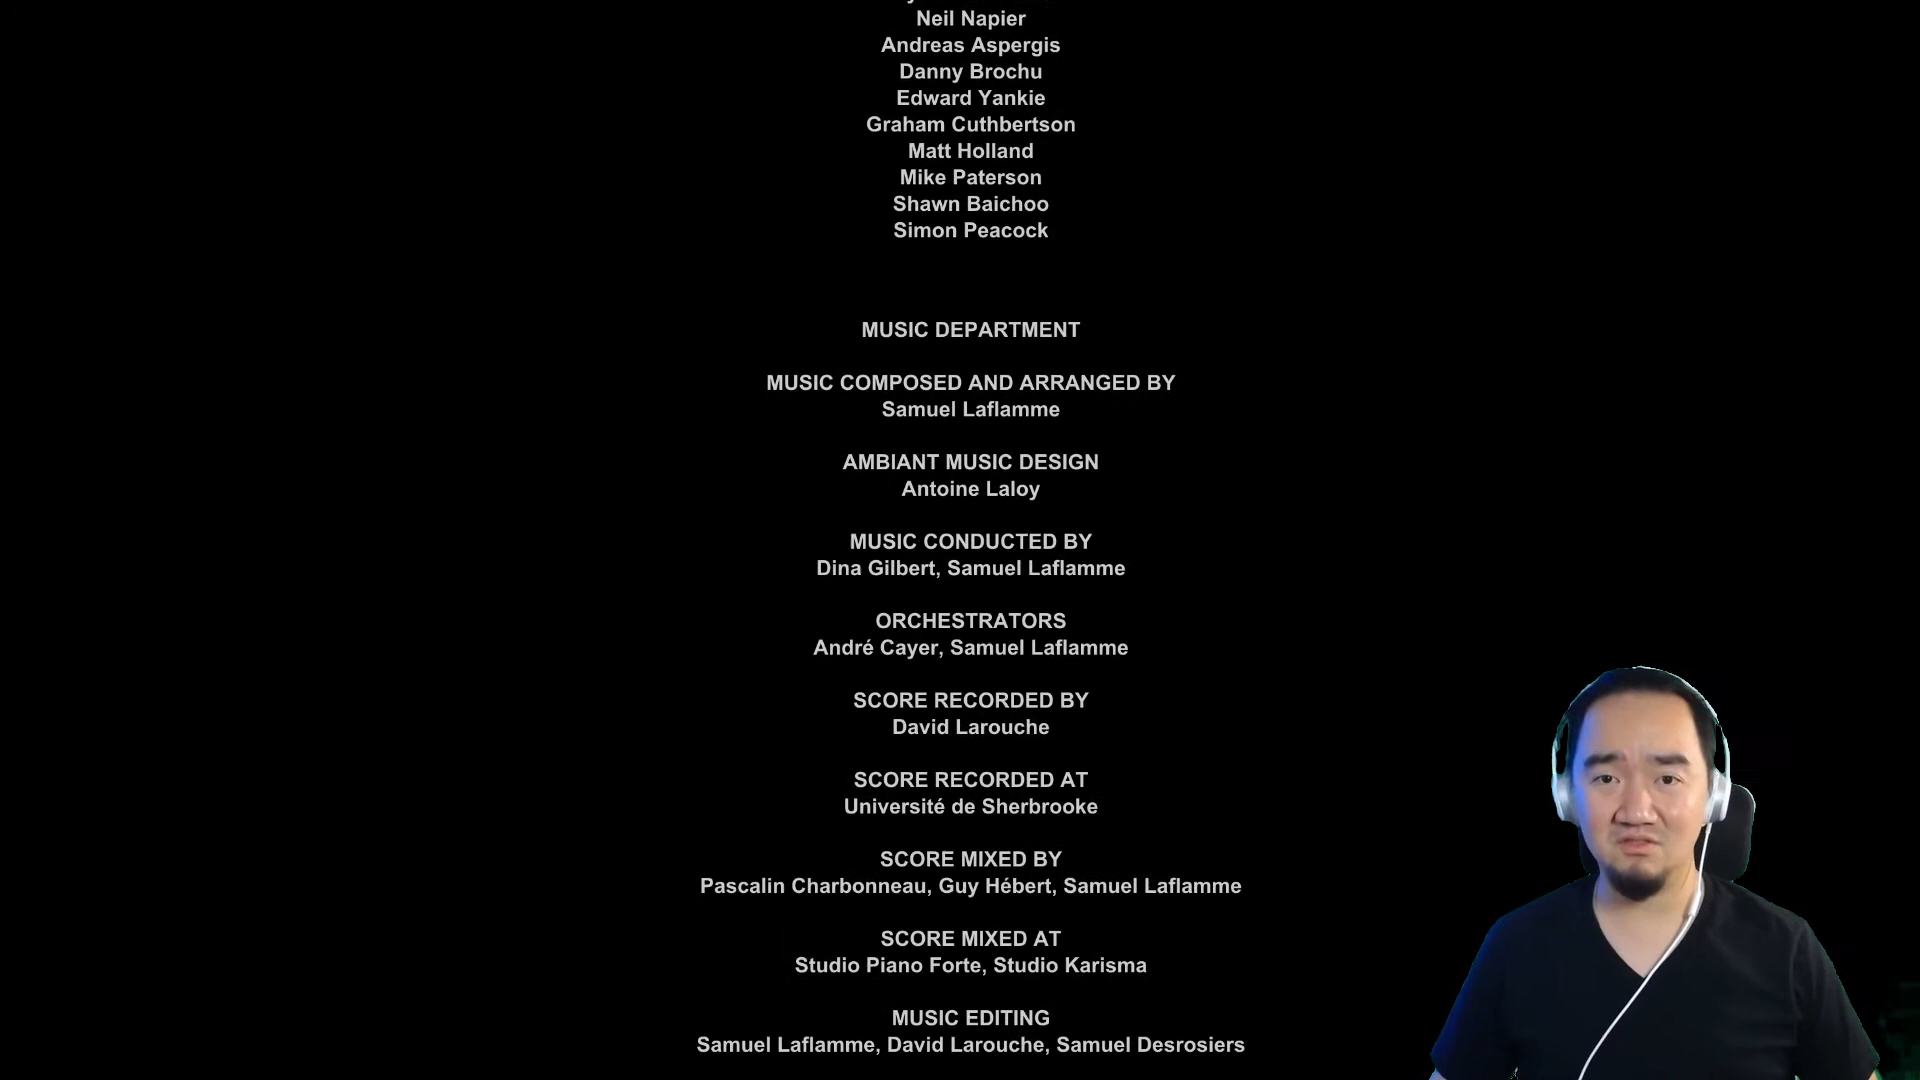 Neil Napier
Andreas Aspergis
Danny Brochu
Edward Yankie
Graham Cuthbertson
Matt Holland
Mike Paterson
Shawn Baichoo
Simon Peacock
MUSIC DEPARTMENT
MUSIC COMPOSED AND ARRANGED BY
Samuel Laflamme
AMBIANT MUSIC DESIGN
Antoine Laloy
MUSIC CONDUCTED BY
Dina Gilbert, Samuel Laflamme
ORCHESTRATORS
André Cayer, Samuel Laflamme
SCORE RECORDED BY
David Larouche
SCORE RECORDED AT
Université de Sherbrooke
SCORE MIXED BY
Pascalin Charbonneau, Guy Hébert, Samuel Laflamme
SCORE MIXED AT
Studio Piano Forte, Studio Karisma
MUSIC EDITING
Samuel Laflamme, David Larouche, Samuel Desrosiers